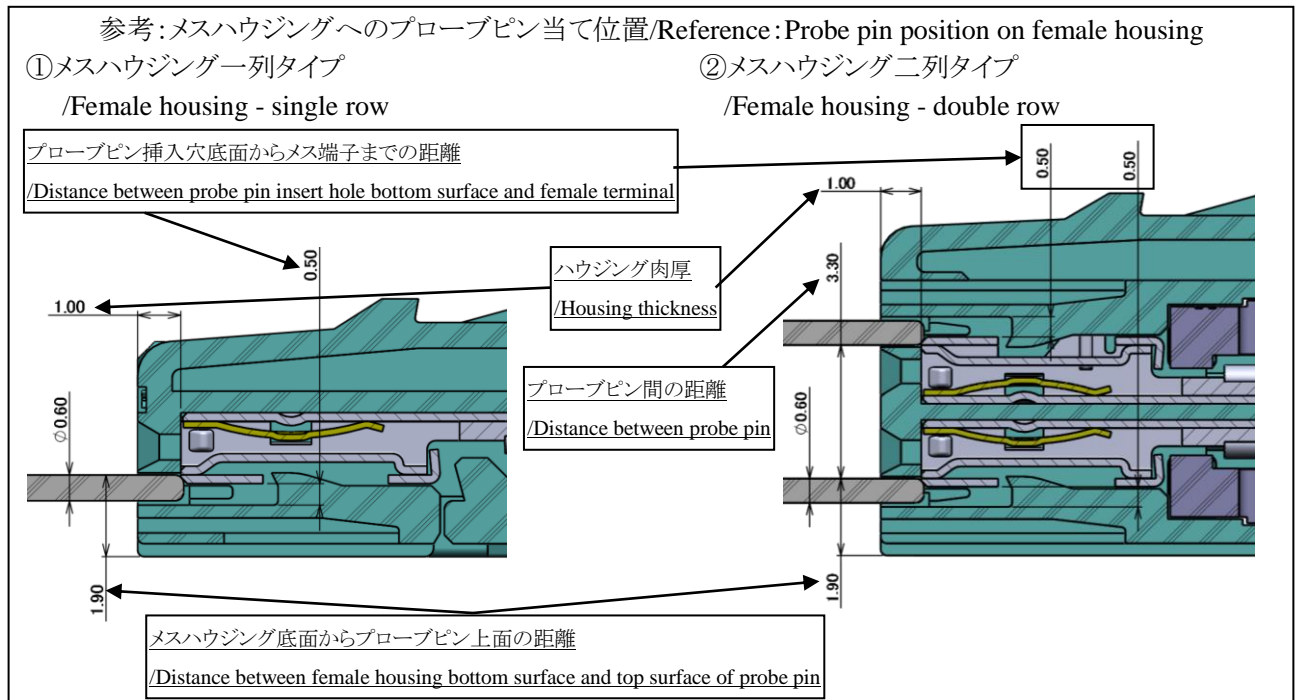 参考:メスハウジングへのプローブピン当て位置/Reference:Probe pin position on female housing
①メスハウジング一列タイプ
/Female housing - single row
②メスハウジング二列タイプ
/Female housing - double row
プローブピン挿入穴底面からメス端子までの距離
/Distance between probe pin insert hole bottom surface and female terminal
0.50
1.00
⌀0.60
1.90
ハウジング肉厚
/Housing thickness
プローブピン間の距離
/Distance between probe pin
0.50
0.50
1.00
3.30
⌀0.60
1.90
メスハウジング底面からプローブピン上面の距離
/Distance between female housing bottom surface and top surface of probe pin